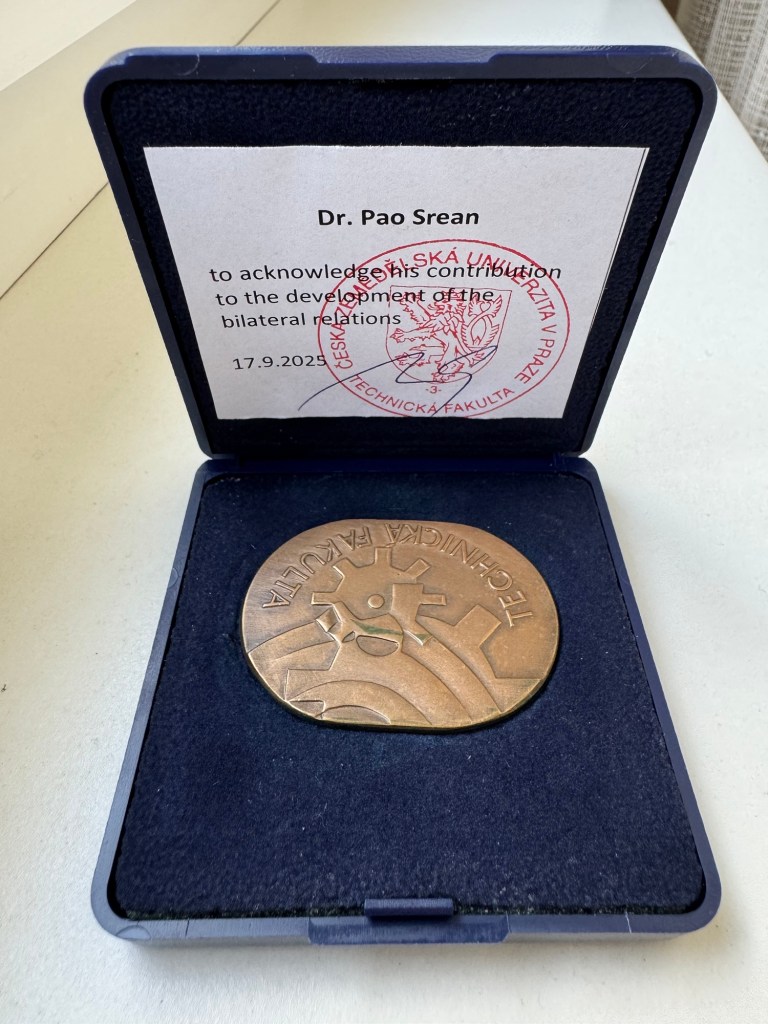 Dr. Pao Srean
to acknowledge his contribution
to the development of the
bilateral relations
17.9.2025
ČESKÁ ZEMĚDĚLSKÁ UNIVERZITA V PRAZE
-3-
TECHNICKÁ FAKULTA
TECHNICKÁ FAKULTA